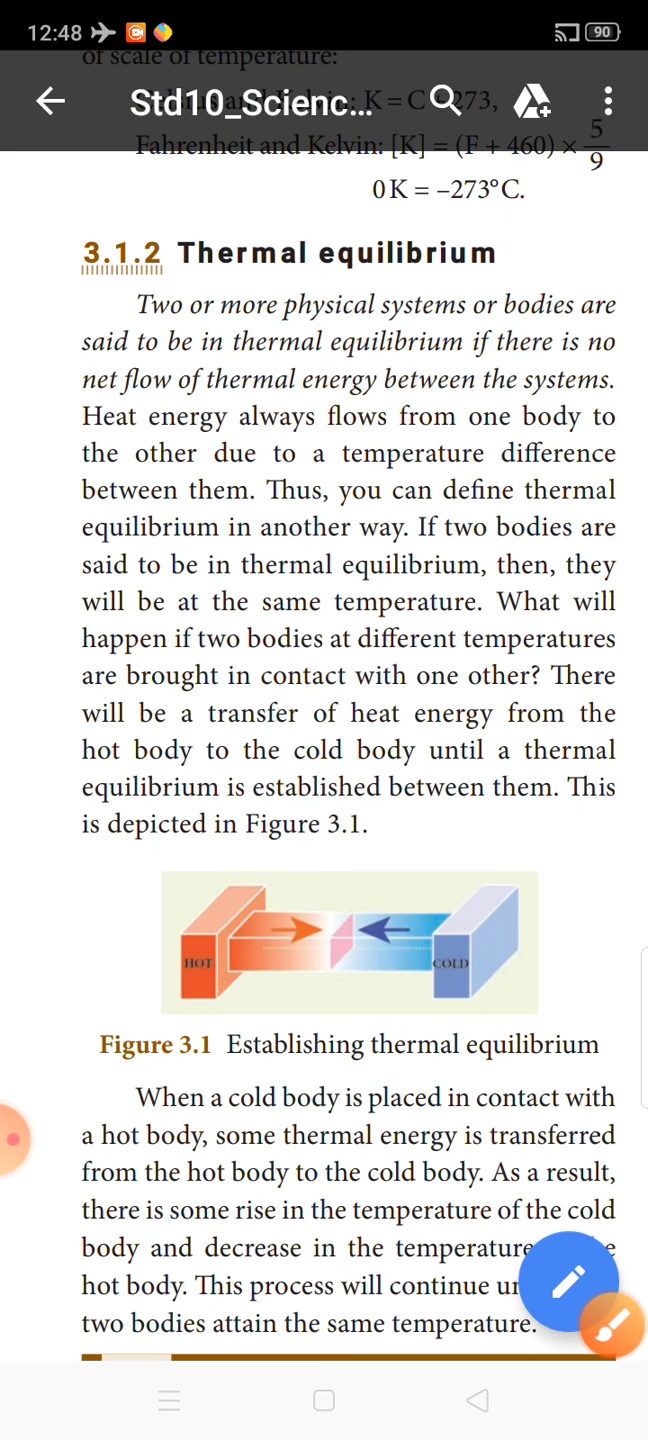 12:48
90
of scale of temperature:
Std10_Scienc...
K = C + 273,
Fahrenheit and Kelvin: [K] = (F + 460) × 5/9
0 K = –273°C.
3.1.2 Thermal equilibrium
Two or more physical systems or bodies are
said to be in thermal equilibrium if there is no
net flow of thermal energy between the systems.
Heat energy always flows from one body to
the other due to a temperature difference
between them. Thus, you can define thermal
equilibrium in another way. If two bodies are
said to be in thermal equilibrium, then, they
will be at the same temperature. What will
happen if two bodies at different temperatures
are brought in contact with one other? There
will be a transfer of heat energy from the
hot body to the cold body until a thermal
equilibrium is established between them. This
is depicted in Figure 3.1.
HOT
COLD
Figure 3.1 Establishing thermal equilibrium
When a cold body is placed in contact with
a hot body, some thermal energy is transferred
from the hot body to the cold body. As a result,
there is some rise in the temperature of the cold
body and decrease in the temperature
hot body. This process will continue
two bodies attain the same temperature.